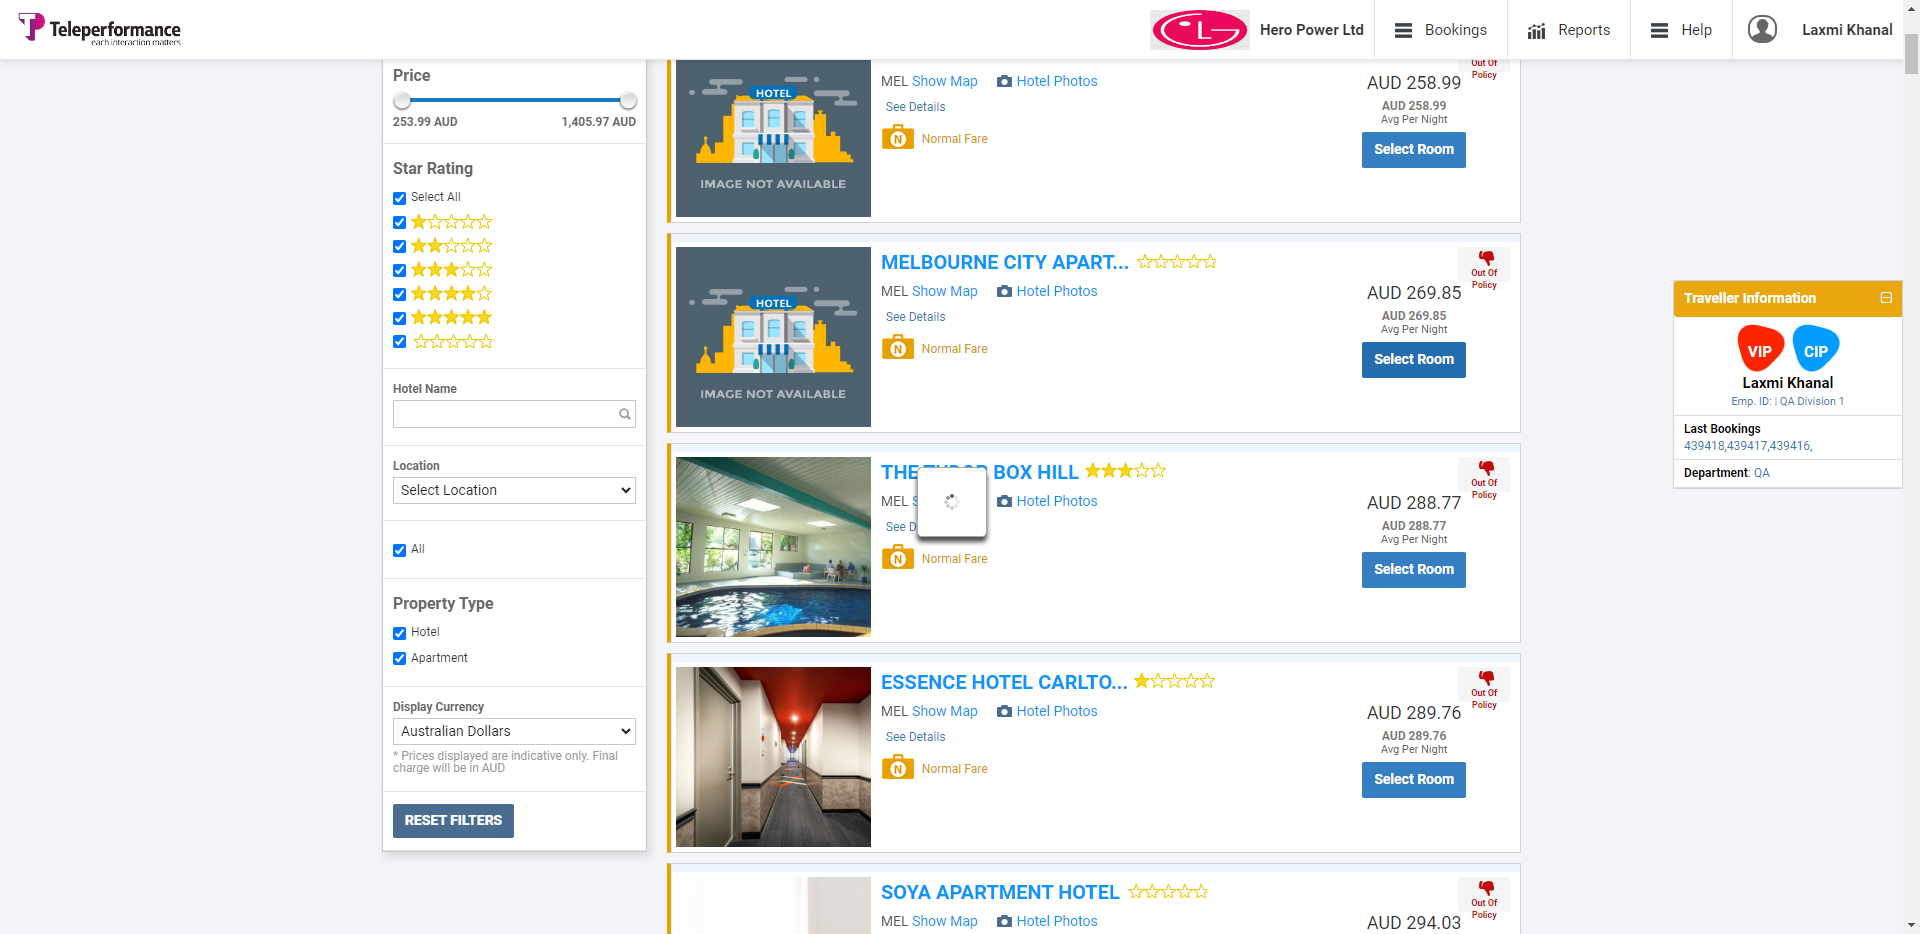 Teleperformance
each interaction matters
Hero Power Ltd
Bookings
Reports
Help
Laxmi Khanal
Price
253.99 AUD 1,405.97 AUD
Star Rating
Select All
Hotel Name
Location
Select Location
All
Property Type
Hotel
Apartment
Display Currency
Australian Dollars
* Prices displayed are indicative only. Final
charge will be in AUD
RESET FILTERS
HOTEL
IMAGE NOT AVAILABLE
MEL Show Map Hotel Photos
See Details
N Normal Fare
Out Of
Policy
AUD 258.99
AUD 258.99
Avg Per Night
Select Room
HOTEL
IMAGE NOT AVAILABLE
MELBOURNE CITY APART...
MEL Show Map Hotel Photos
See Details
N Normal Fare
Out Of
Policy
AUD 269.85
AUD 269.85
Avg Per Night
Select Room
THE BOX HILL
MEL Hotel Photos
See
N Normal Fare
Out Of
Policy
AUD 288.77
AUD 288.77
Avg Per Night
Select Room
ESSENCE HOTEL CARLTO...
MEL Show Map Hotel Photos
See Details
N Normal Fare
Out Of
Policy
AUD 289.76
AUD 289.76
Avg Per Night
Select Room
SOYA APARTMENT HOTEL
MEL Show Map Hotel Photos
Out Of
Policy
AUD 294.03
Traveller Information
VIP CIP
Laxmi Khanal
Emp. ID: | QA Division 1
Last Bookings
439418,439417,439416,
Department: QA